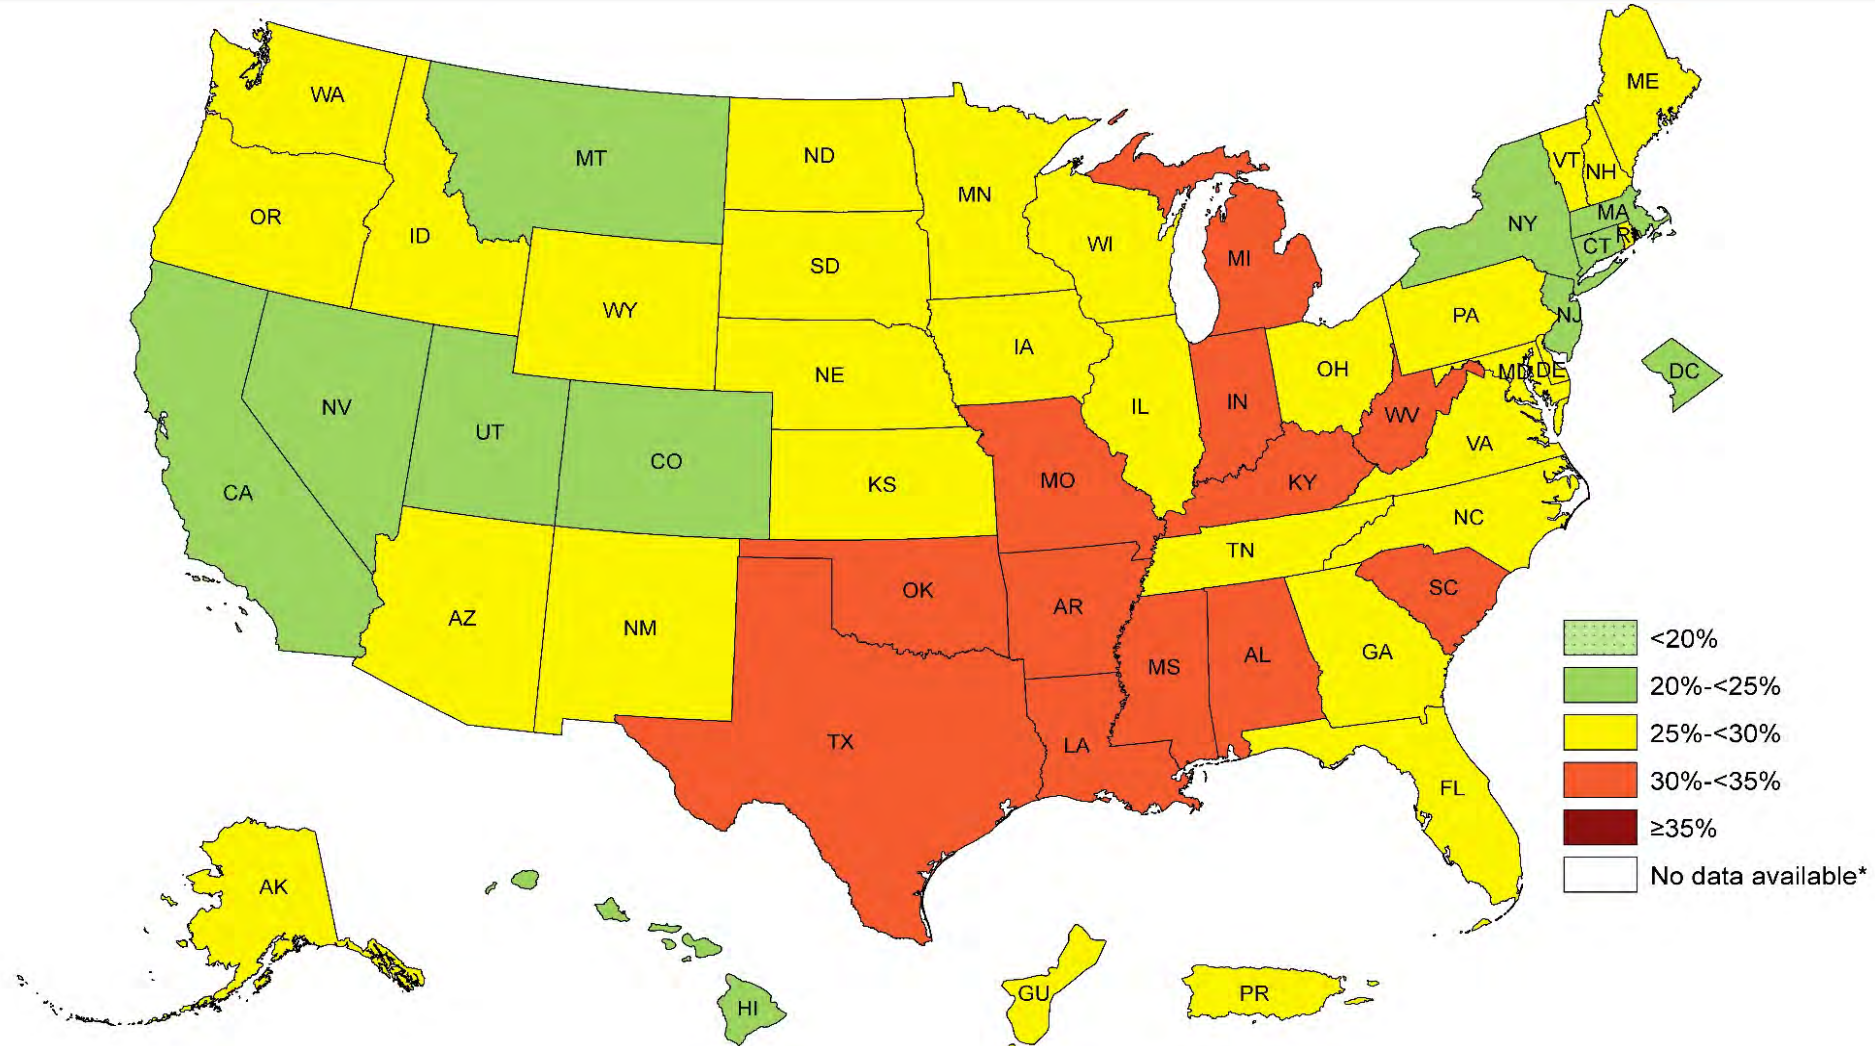 WA
ME
MT
ND
VT
NH
MN
OR
ID
NY
MA
WI
CT
RI
SD
MI
WY
PA
NJ
IA
OH
MD
DE
DC
NE
NV
IL
IN
WV
UT
VA
CO
MO
KY
KS
CA
NC
TN
OK
SC
AR
AZ
NM
GA
MS
AL
TX
LA
FL
AK
HI
GU
PR
<20%
20%-<25%
25%-<30%
30%-<35%
≥35%
No data available*